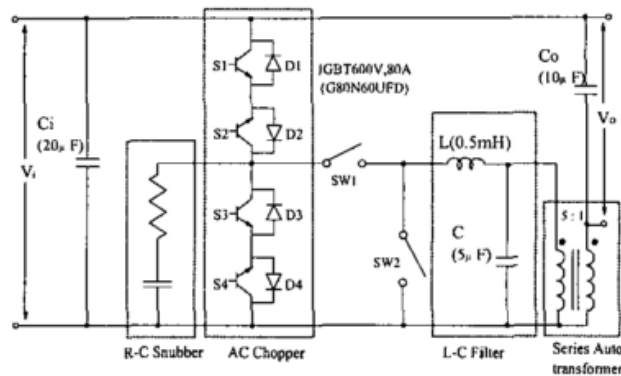 S1
D1
IGBT600V,80A
(G80N60UFD)
Co
(10μ F)
Ci
(20μ F)
S2
D2
Vi
Vo
L(0.5mH)
SW1
5 : 1
S3
D3
C
(5μ F)
SW2
S4
D4
R-C Snubber
AC Chopper
L-C Filter
Series Auto
transformer